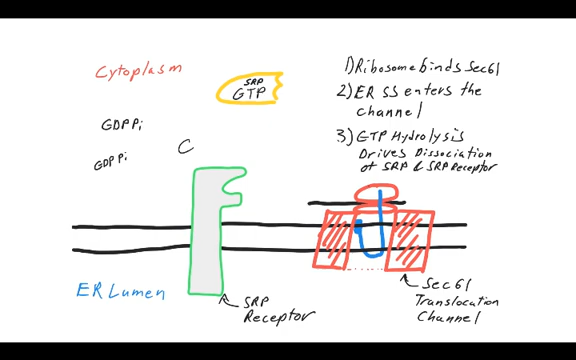 Cytoplasm
SRP
GTP
GDP Pi
GDP Pi
C
1) Ribosome binds Sec61
2) ER SS enters the
channel
3) GTP Hydrolysis
Drives Dissociation
of SRP & SRP Receptor
ER Lumen
SRP
Receptor
Sec61
Translocation
Channel